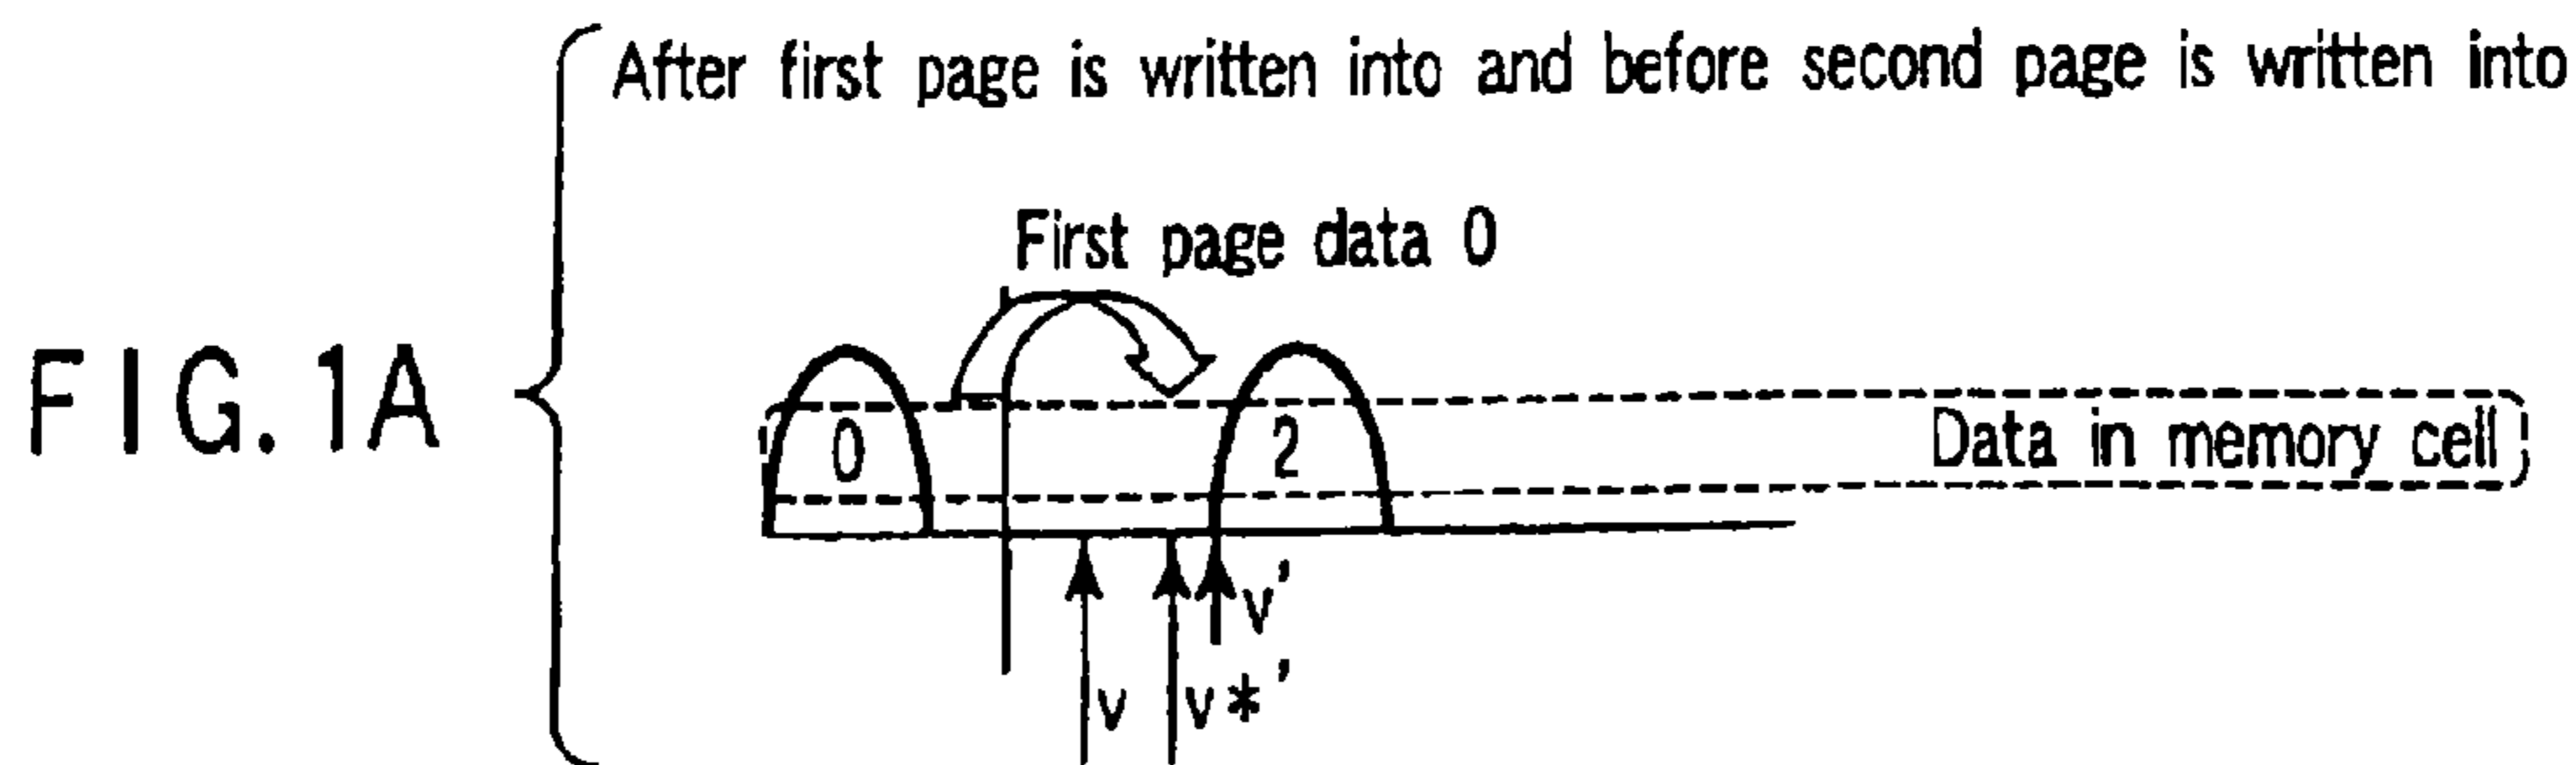 After first page is written into and before second page is written into
First page data 0
FIG.1A
0 2 Data in memory cell
v'
v v*'